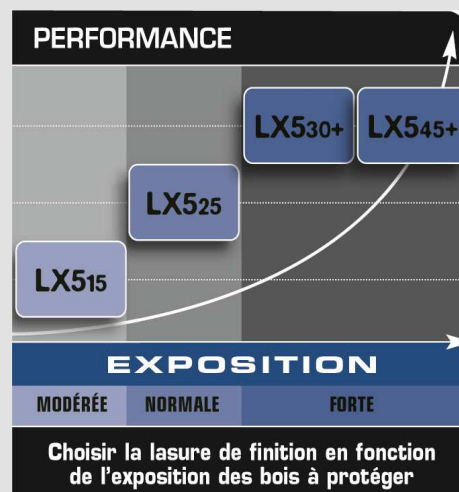 PERFORMANCE
LX530+ LX545+
LX525
LX515
EXPOSITION
MODÉRÉE NORMALE FORTE
Choisir la lasure de finition en fonction
de l'exposition des bois à protéger